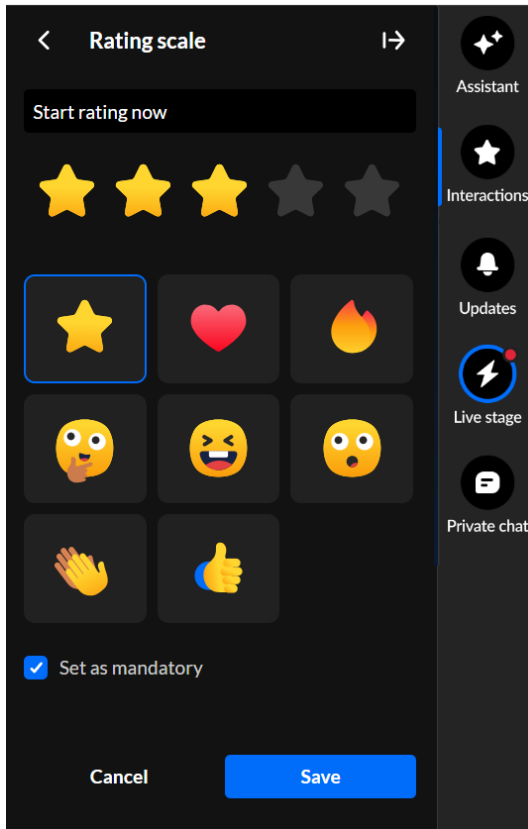 Rating scale
Start rating now
Set as mandatory
Cancel
Save
Assistant
Interactions
Updates
Live stage
Private chat